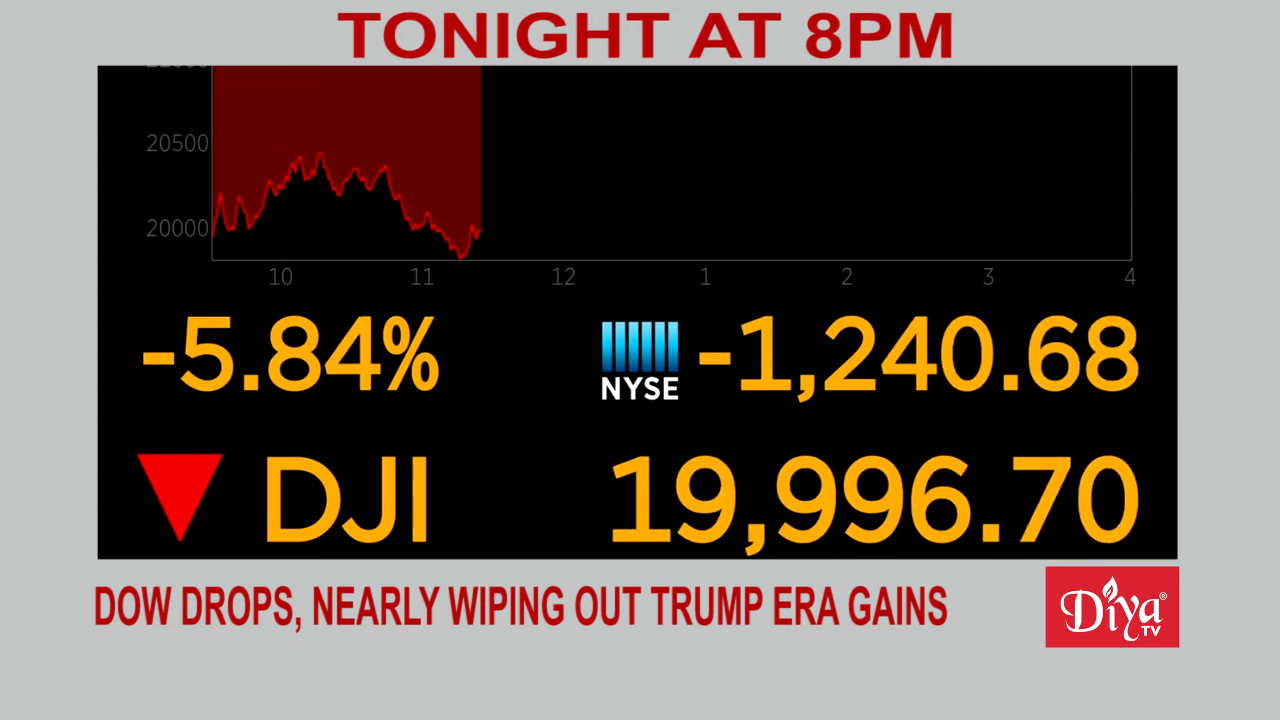 TONIGHT AT 8PM
20500
20000
10 11 12 1 2 3 4
-5.84% NYSE -1,240.68
DJI 19,996.70
DOW DROPS, NEARLY WIPING OUT TRUMP ERA GAINS
Diya®
TV